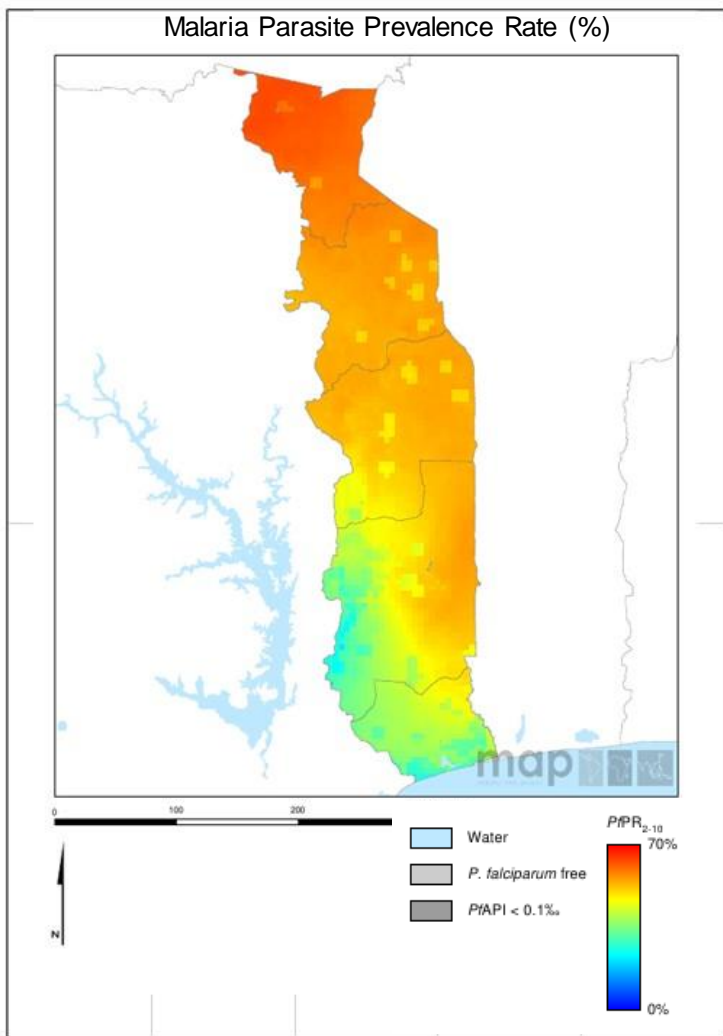 Malaria Parasite Prevalence Rate (%)
map
0 100 200
Water
P. falciparum free
PfAPI < 0.1‰
PfPR2-10
70%
0%
N